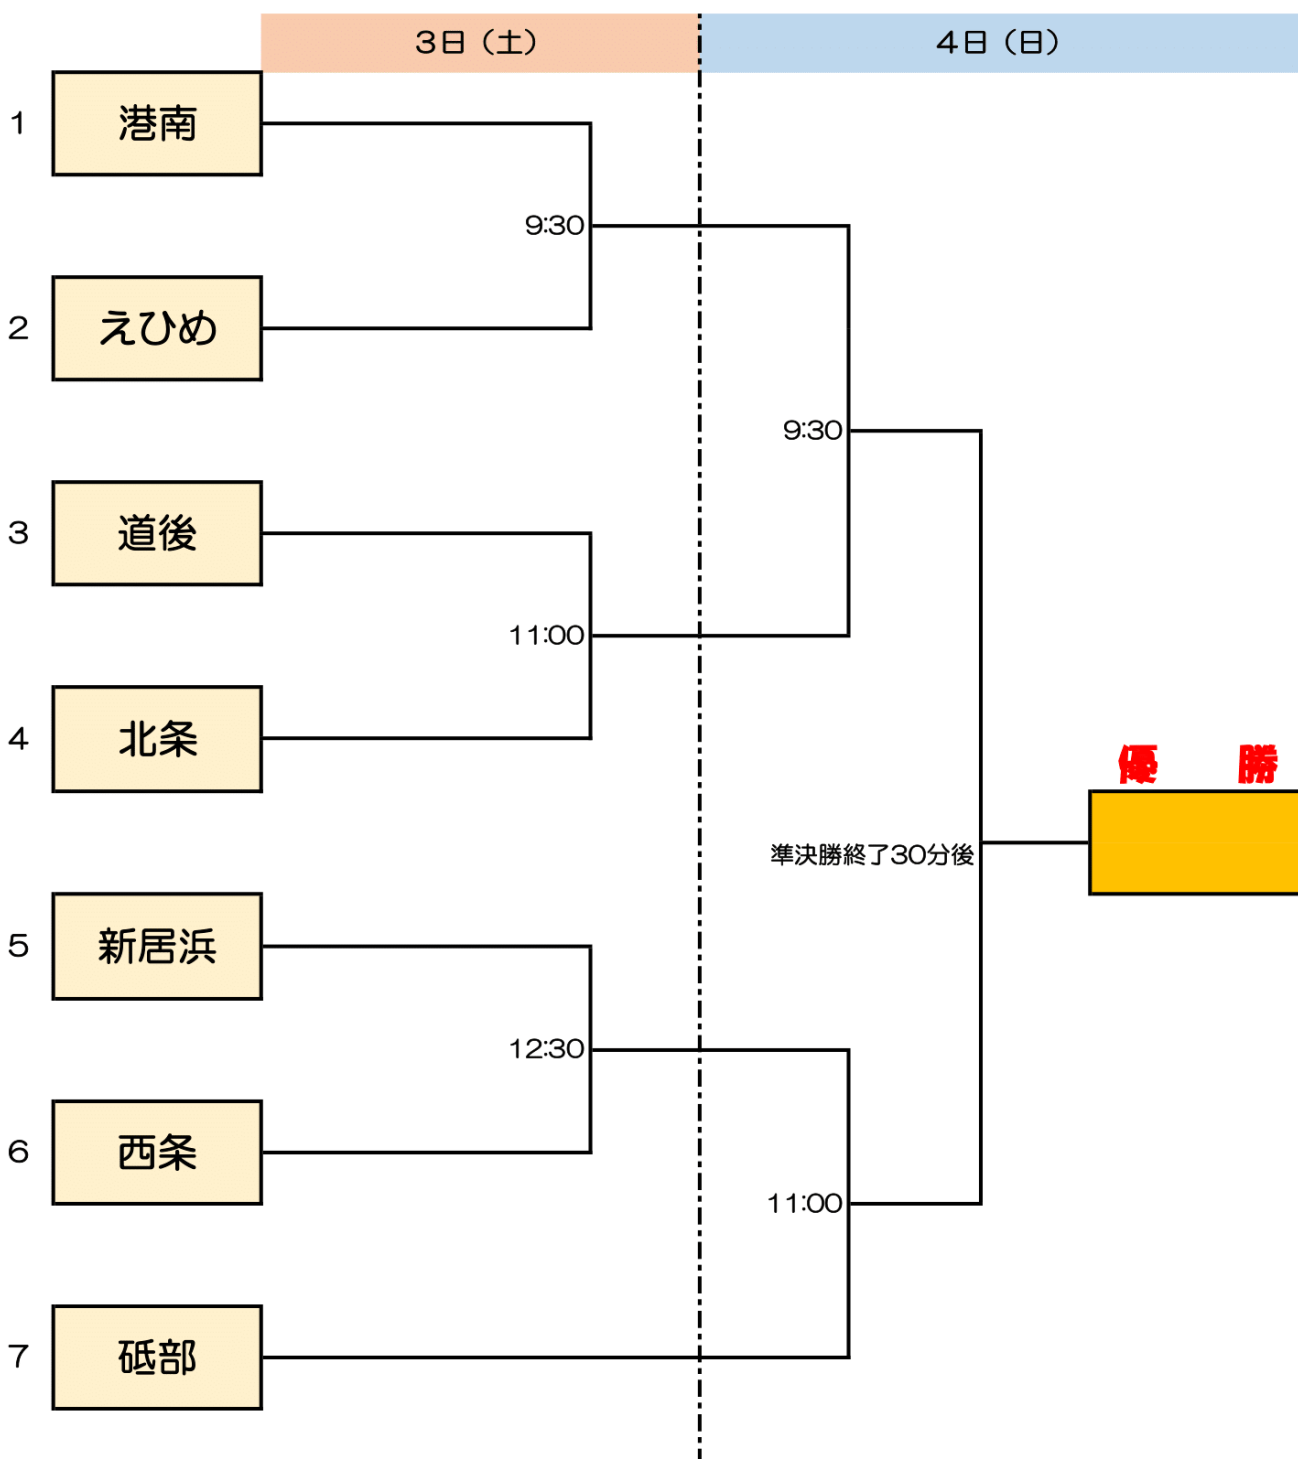 3日（土） 4日（日）
1 港南
9:30
2 えひめ
9:30
3 道後
11:00
4 北条
優 勝
準決勝終了30分後
5 新居浜
12:30
6 西条
11:00
7 砥部